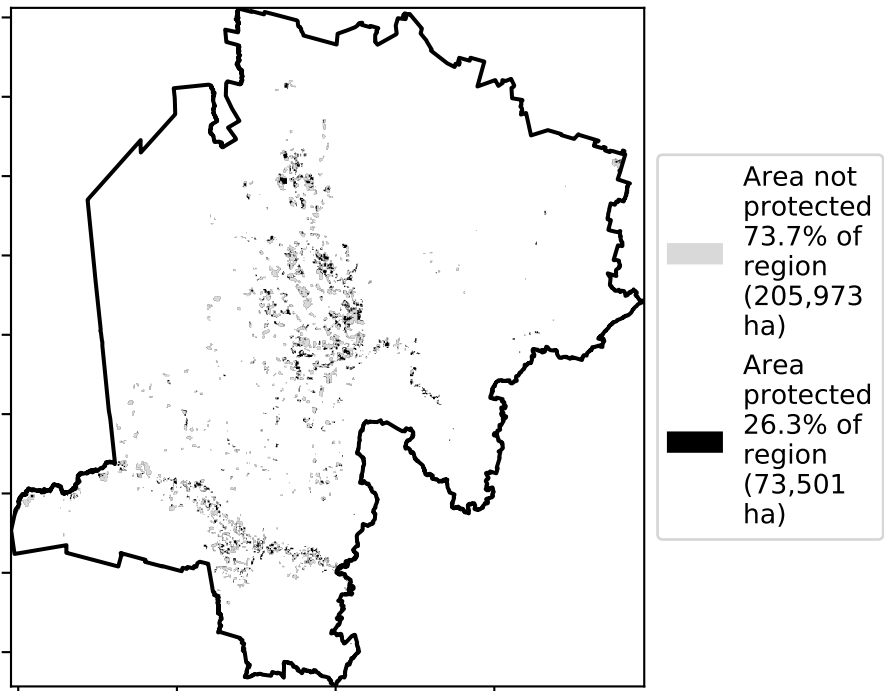 Area not
protected
73.7% of
region
(205,973
ha)
Area
protected
26.3% of
region
(73,501
ha)